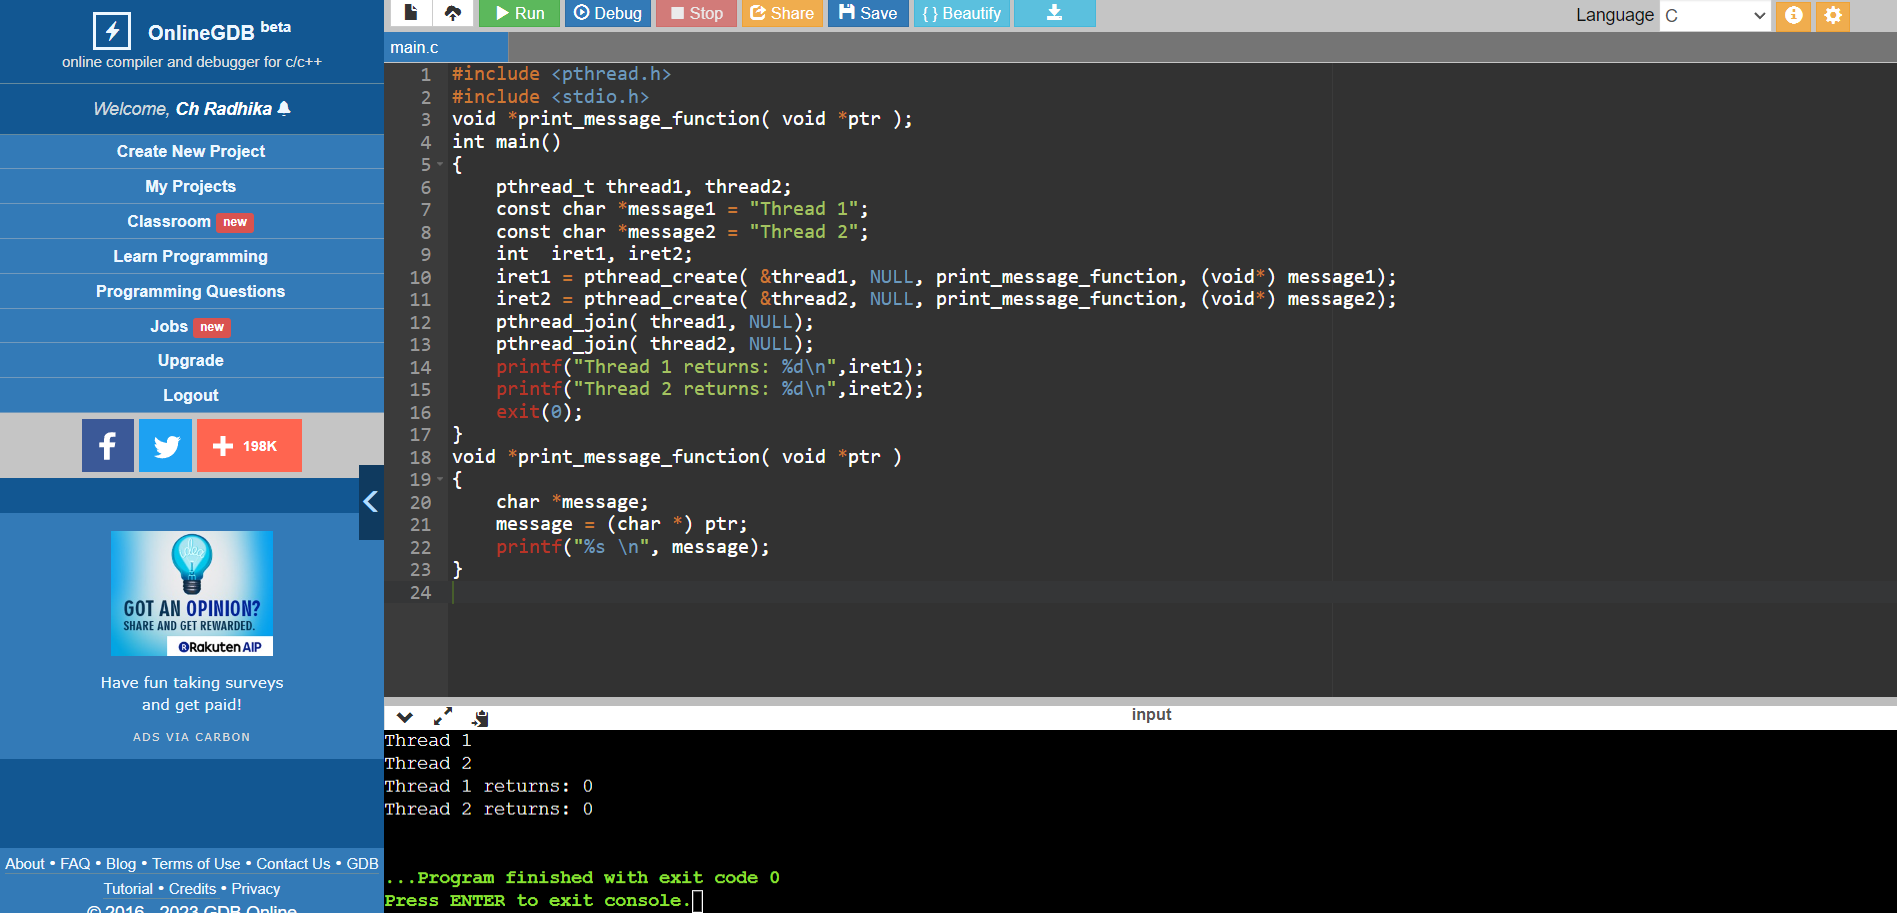 OnlineGDB beta
online compiler and debugger for c/c++
Welcome, Ch Radhika
Create New Project
My Projects
Classroom new
Learn Programming
Programming Questions
Jobs new
Upgrade
Logout
198K
GOT AN OPINION?
SHARE AND GET REWARDED.
Rakuten AIP
Have fun taking surveys
and get paid!
ADS VIA CARBON
About • FAQ • Blog • Terms of Use • Contact Us • GDB
Tutorial • Credits • Privacy
© 2016 - 2023 GDB Online
Run Debug Stop Share Save { } Beautify
Language C
main.c
1 #include <pthread.h>
2 #include <stdio.h>
3 void *print_message_function( void *ptr );
4 int main()
5 {
6     pthread_t thread1, thread2;
7     const char *message1 = "Thread 1";
8     const char *message2 = "Thread 2";
9     int  iret1, iret2;
10     iret1 = pthread_create( &thread1, NULL, print_message_function, (void*) message1);
11     iret2 = pthread_create( &thread2, NULL, print_message_function, (void*) message2);
12     pthread_join( thread1, NULL);
13     pthread_join( thread2, NULL);
14     printf("Thread 1 returns: %d\n",iret1);
15     printf("Thread 2 returns: %d\n",iret2);
16     exit(0);
17 }
18 void *print_message_function( void *ptr )
19 {
20     char *message;
21     message = (char *) ptr;
22     printf("%s \n", message);
23 }
24
input
Thread 1
Thread 2
Thread 1 returns: 0
Thread 2 returns: 0
...Program finished with exit code 0
Press ENTER to exit console.